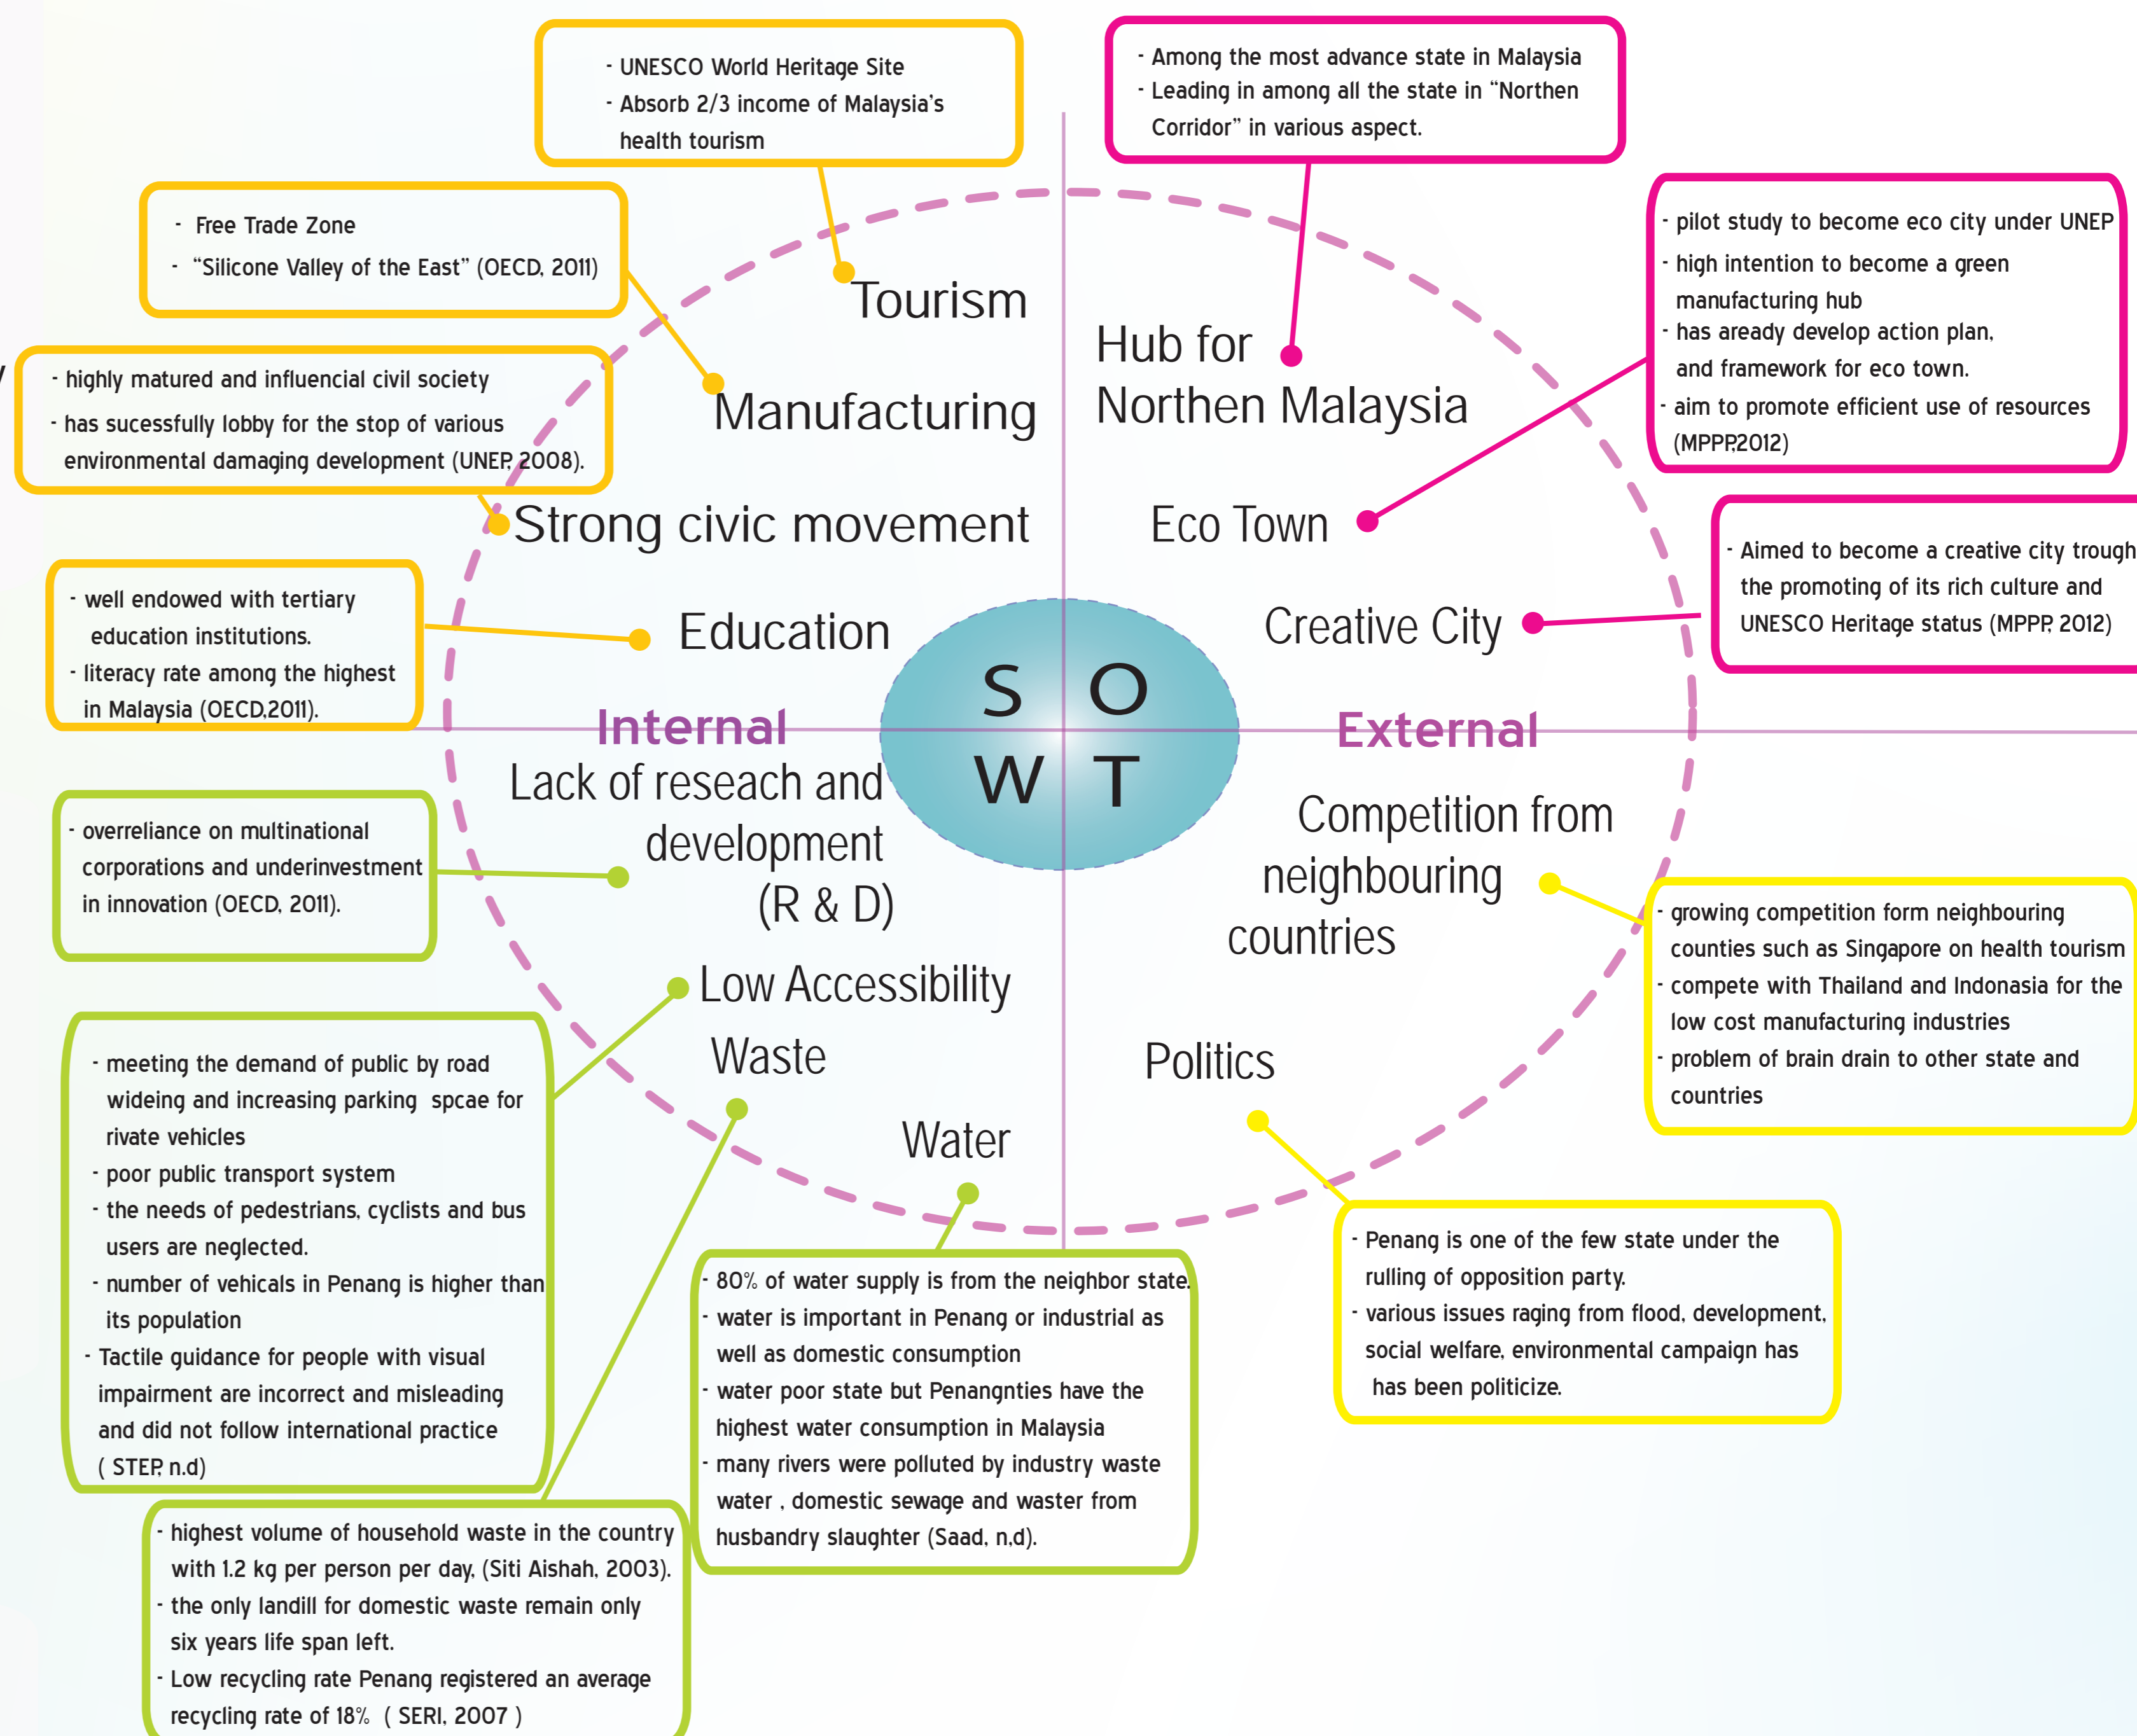 - UNESCO World Heritage Site
- Absorb 2/3 income of Malaysia's
health tourism
- Among the most advance state in Malaysia
- Leading in among all the state in “Northen
Corridor” in various aspect.
- Free Trade Zone
- “Silicone Valley of the East” (OECD, 2011)
- pilot study to become eco city under UNEP
- high intention to become a green
manufacturing hub
- has aready develop action plan,
and framework for eco town.
- aim to promote efficient use of resources
(MPPP,2012)
Tourism
Hub for
Northen Malaysia
Manufacturing
- highly matured and influencial civil society
- has sucessfully lobby for the stop of various
environmental damaging development (UNEP, 2008).
Strong civic movement
Eco Town
- Aimed to become a creative city trough
the promoting of its rich culture and
UNESCO Heritage status (MPPP, 2012)
- well endowed with tertiary
education institutions.
- literacy rate among the highest
in Malaysia (OECD,2011).
Education
Creative City
S O
Internal
External
W T
Lack of reseach and
development
(R & D)
- overreliance on multinational
corporations and underinvestment
in innovation (OECD, 2011).
Competition from
neighbouring
countries
- growing competition form neighbouring
counties such as Singapore on health tourism
- compete with Thailand and Indonasia for the
low cost manufacturing industries
- problem of brain drain to other state and
countries
Low Accessibility
- meeting the demand of public by road
wideing and increasing parking spcae for
rivate vehicles
- poor public transport system
- the needs of pedestrians, cyclists and bus
users are neglected.
- number of vehicals in Penang is higher than
its population
- Tactile guidance for people with visual
impairment are incorrect and misleading
and did not follow international practice
( STEP, n.d)
Waste
Politics
Water
- Penang is one of the few state under the
rulling of opposition party.
- various issues raging from flood, development,
social welfare, environmental campaign has
has been politicize.
- 80% of water supply is from the neighbor state.
- water is important in Penang or industrial as
well as domestic consumption
- water poor state but Penangnties have the
highest water consumption in Malaysia
- many rivers were polluted by industry waste
water , domestic sewage and waster from
husbandry slaughter (Saad, n,d).
- highest volume of household waste in the country
with 1.2 kg per person per day, (Siti Aishah, 2003).
- the only landill for domestic waste remain only
six years life span left.
- Low recycling rate Penang registered an average
recycling rate of 18% ( SERI, 2007 )